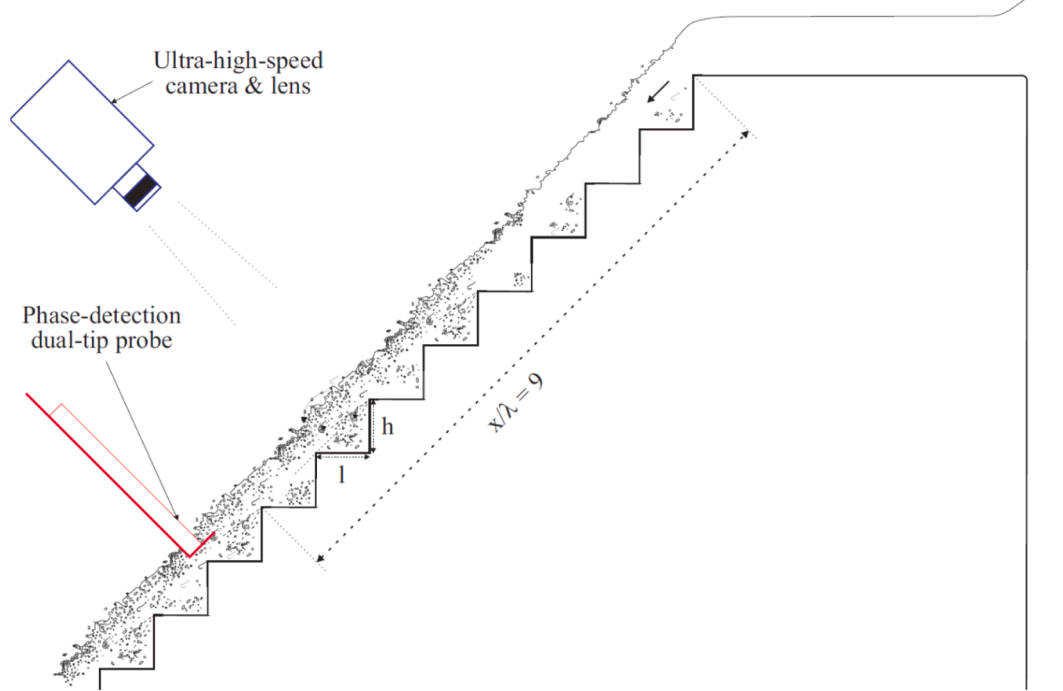 Ultra-high-speed
camera & lens
Phase-detection
dual-tip probe
x/λ = 9
h
l